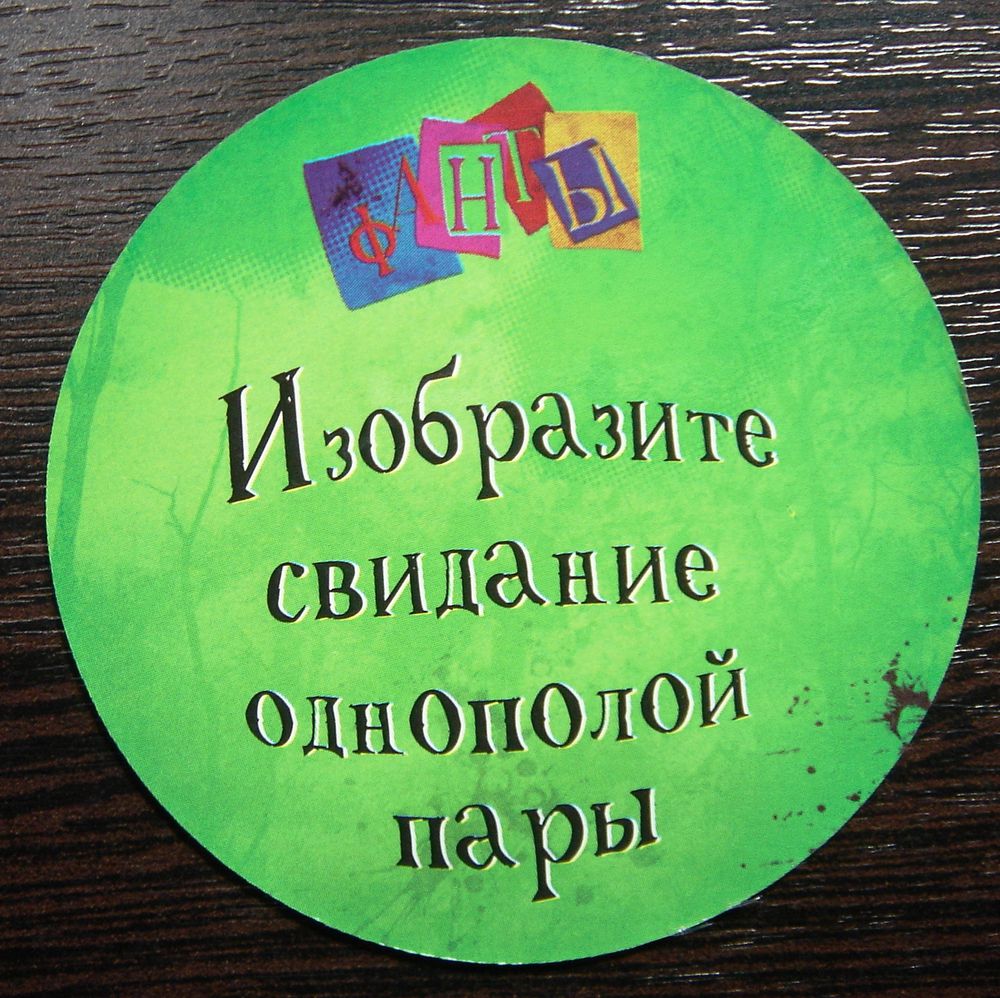 ФАНТЫ
Изобразите
свидание
однополой
пары